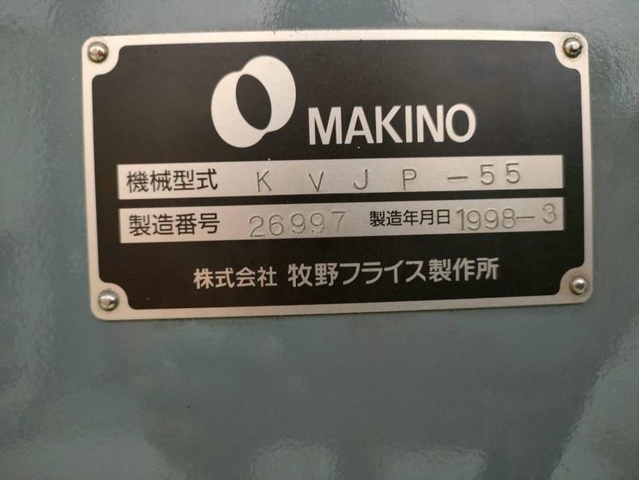 MAKINO
機械型式 KVJP-55
製造番号 26997 製造年月日 1998-3
株式会社 牧野フライス製作所